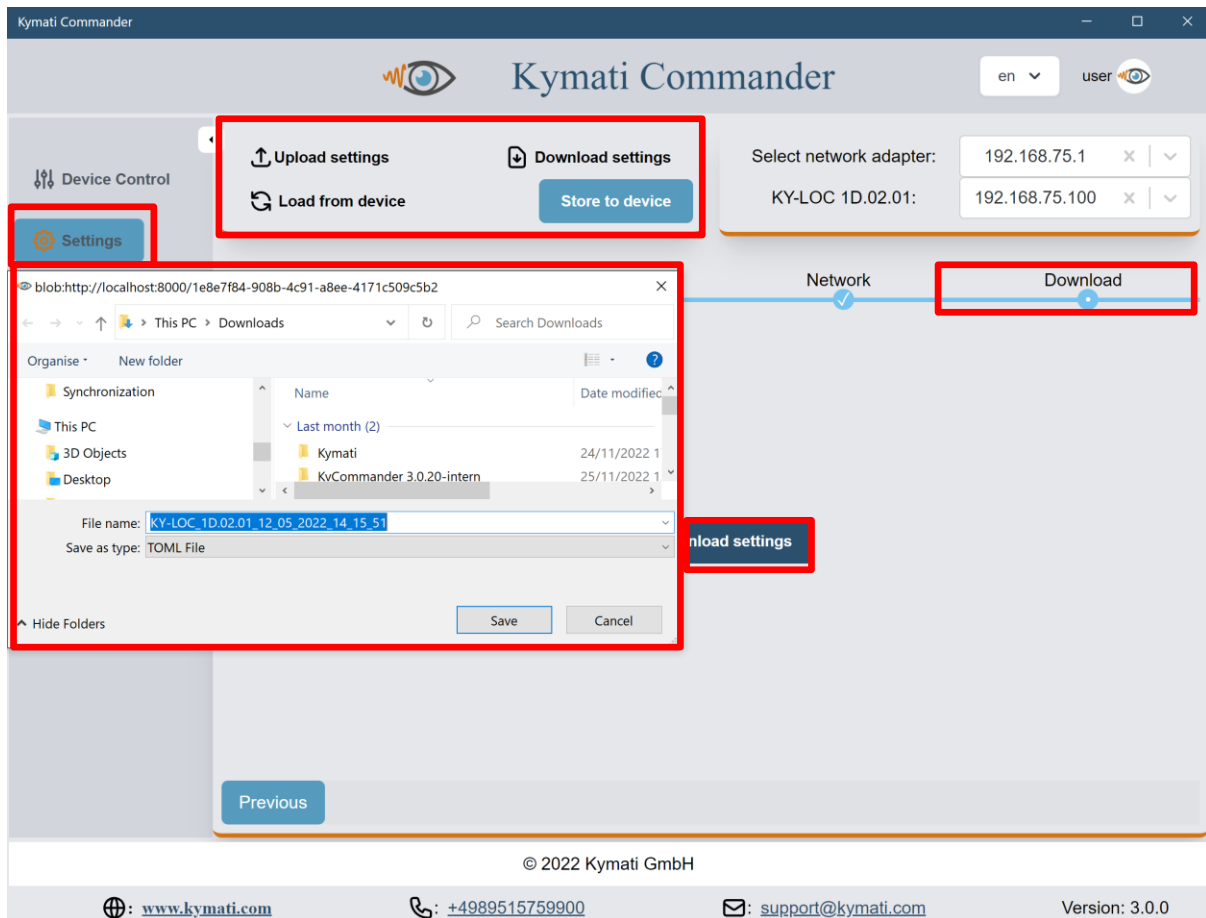 Kymati Commander
Kymati Commander
en
user
Upload settings
Download settings
Select network adapter:
192.168.75.1
Device Control
Load from device
Store to device
KY-LOC 1D.02.01:
192.168.75.100
Settings
Network
Download
blob:http://localhost:8000/1e8e7f84-908b-4c91-a8ee-4171c509c5b2
This PC > Downloads
Search Downloads
Organise
New folder
Synchronization
Name
Date modified
This PC
Last month (2)
3D Objects
Kymati
24/11/2022 1
Desktop
KyCommander 3.0.20-intern
25/11/2022 1
File name: KY-LOC_1D.02.01_12_05_2022_14_15_51
Save as type: TOML File
nload settings
Hide Folders
Save
Cancel
Previous
© 2022 Kymati GmbH
: www.kymati.com
: +4989515759900
: support@kymati.com
Version: 3.0.0